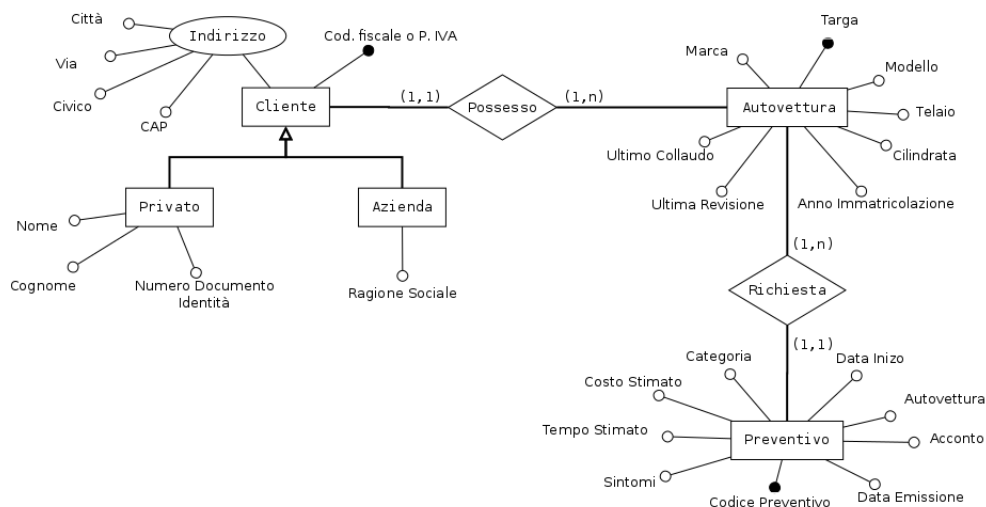 Città
Indirizzo
Cod. fiscale o P. IVA
Targa
Via
Marca
Modello
Civico
CAP
Cliente
(1,1)
Possesso
(1,n)
Autovettura
Telaio
Ultimo Collaudo
Cilindrata
Privato
Azienda
Ultima Revisione
Anno Immatricolazione
Nome
Cognome
Numero Documento
Identità
Ragione Sociale
(1,n)
Richiesta
(1,1)
Categoria
Data Inizo
Costo Stimato
Autovettura
Tempo Stimato
Preventivo
Acconto
Sintomi
Codice Preventivo
Data Emissione